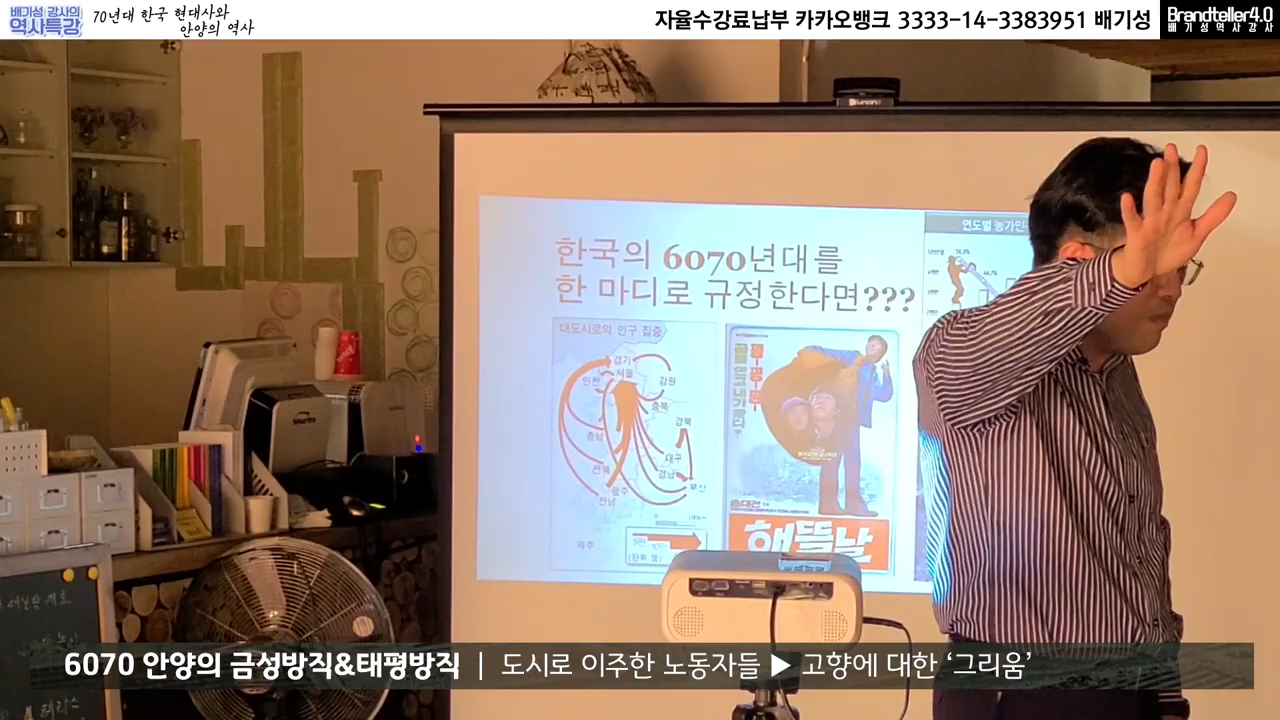 배기성 강사의
역사특강
70년대 한국 현대사와
안양의 역사
자율수강료납부 카카오뱅크 3333-14-3383951 배기성
Brandteller4.0
배기성역사강사
한국의 6070년대를
한 마디로 규정한다면???
연도별 농가인
대도시로의 인구 집중
경기
서울
인천
강원
충북
충남
경북
대구
전북
경남
부산
광주
전남
제주
해뜰날
6070 안양의 금성방직&태평방직 | 도시로 이주한 노동자들 ▶ 고향에 대한 ‘그리움’